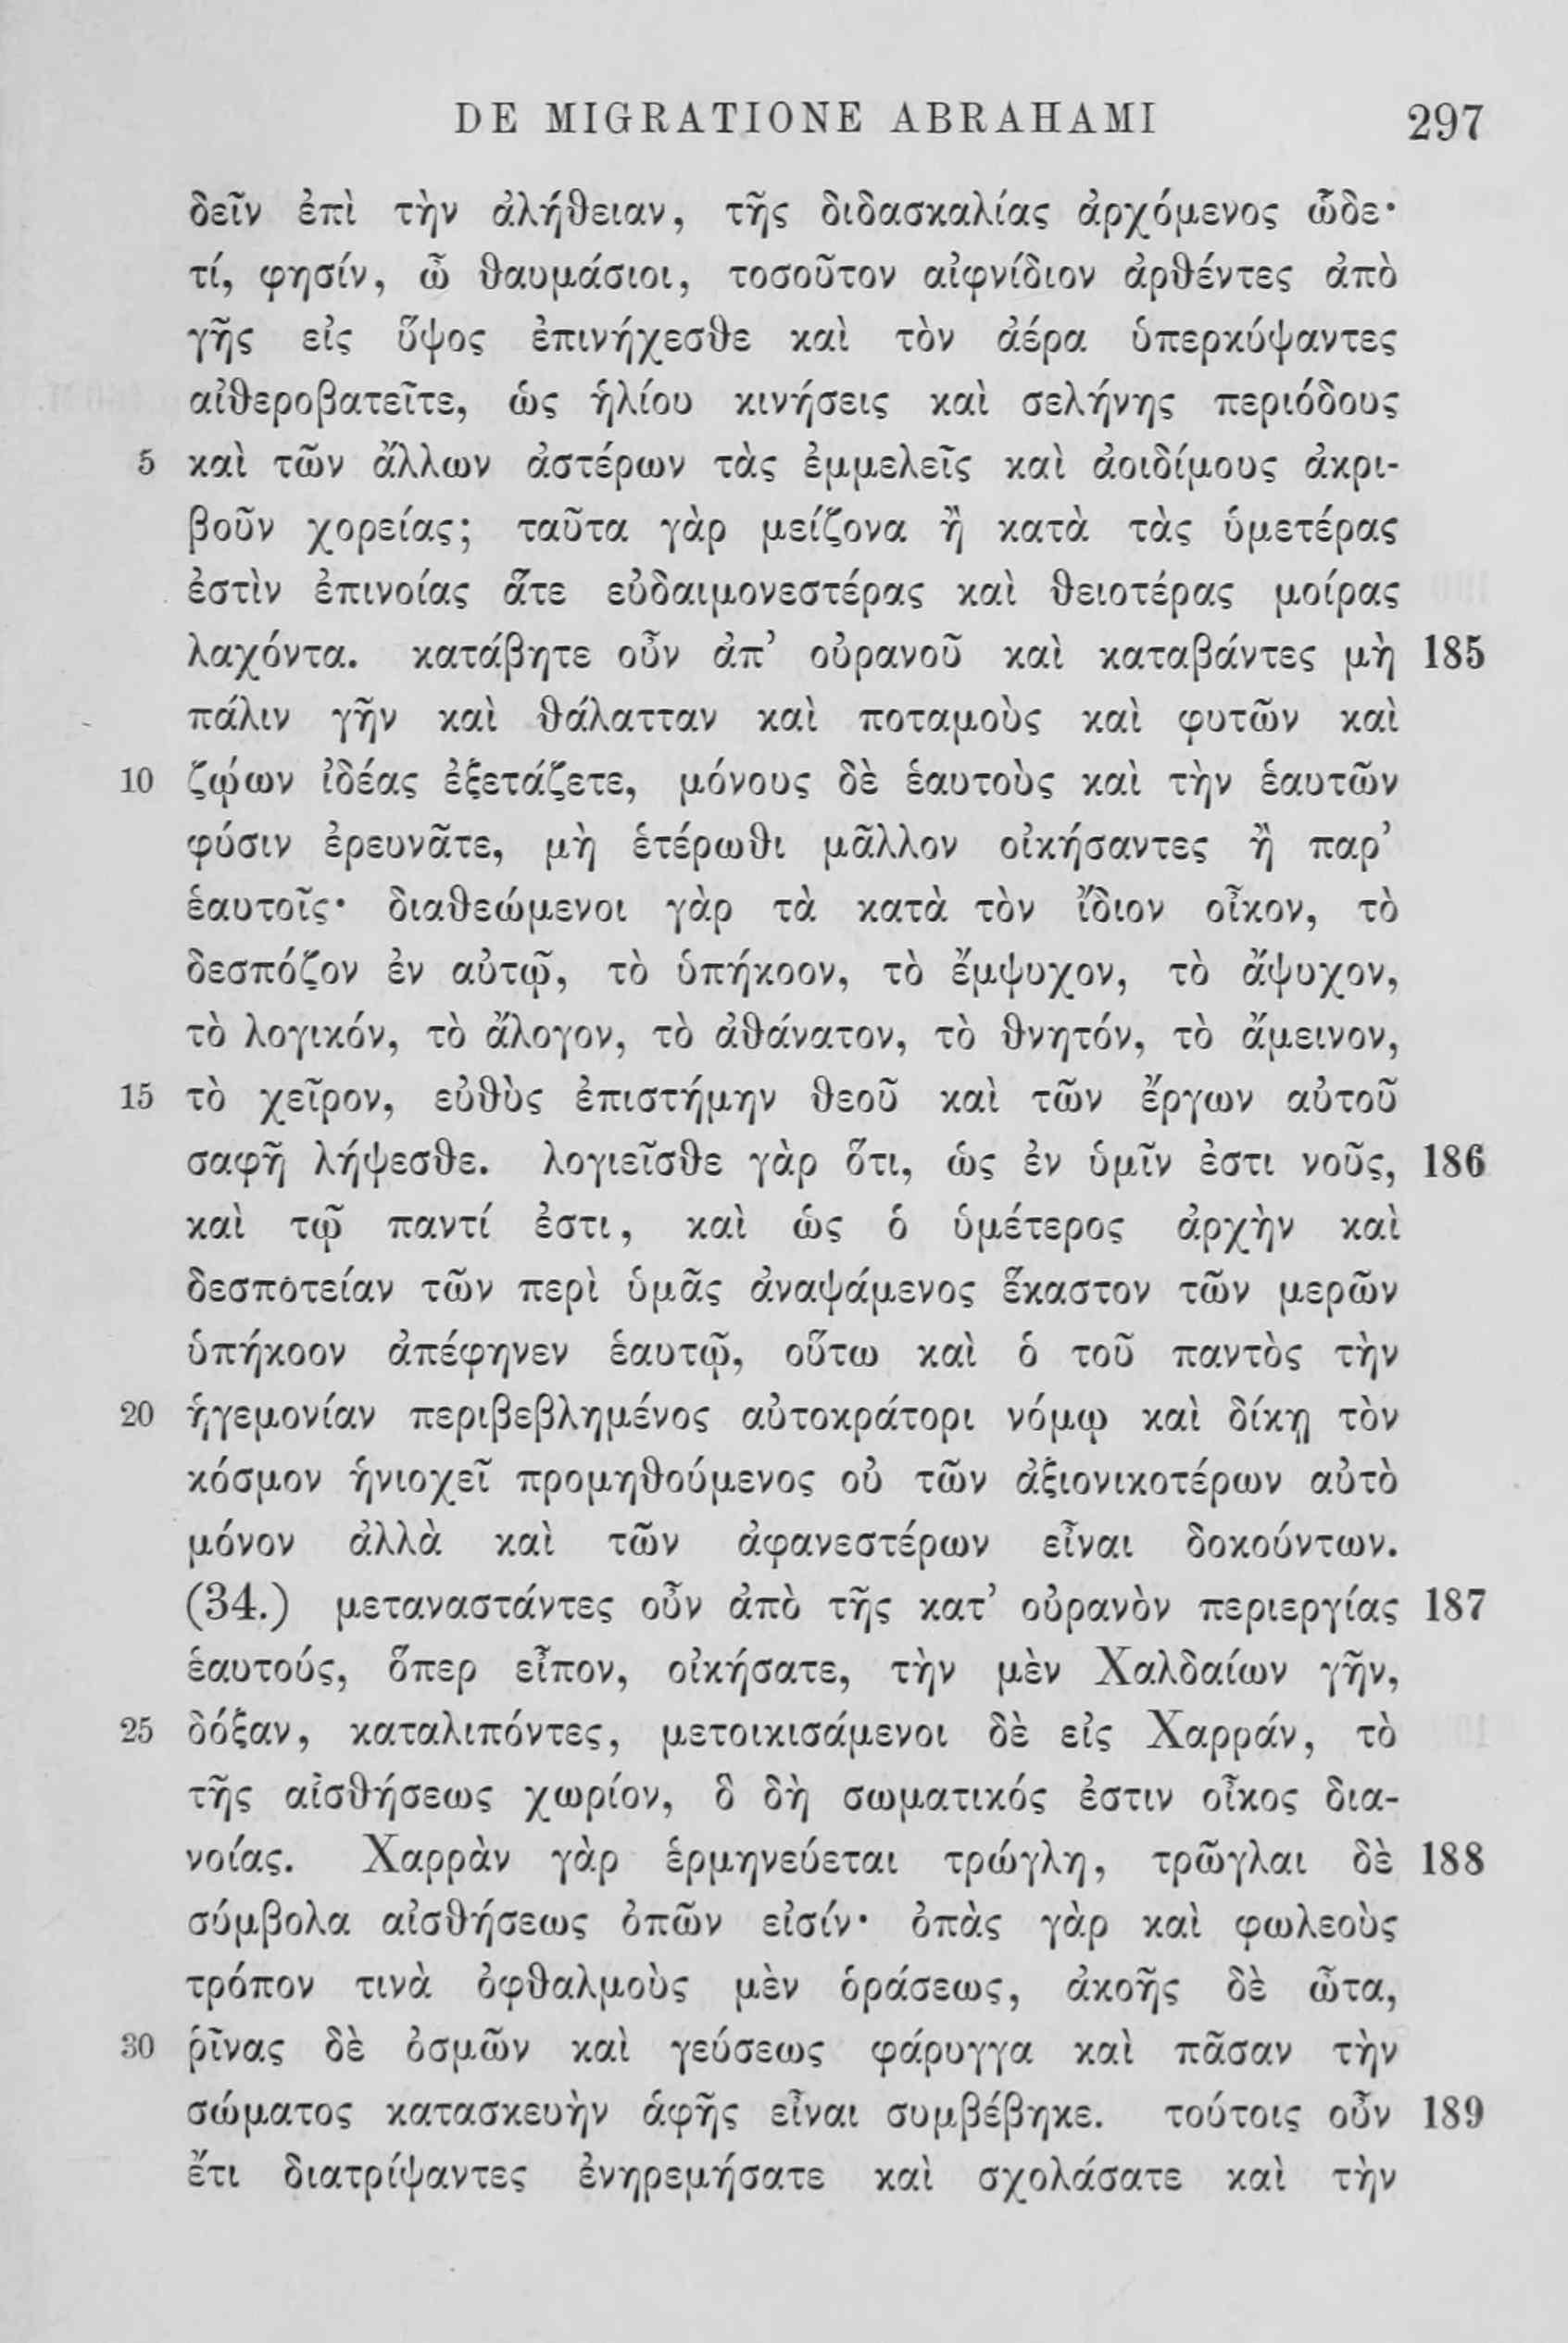 DE MIGRATIONE ABRAHAMI 297
δεῖν ἐπὶ τὴν ἀλήθειαν, τῆς διδασκαλίας ἀρχόμενος ὧδε·
τί, φησίν, ὦ θαυμάσιοι, τοσοῦτον αἰφνίδιον ἀρθέντες ἀπὸ
γῆς εἰς ὕψος ἐπινήχεσθε καὶ τὸν ἀέρα ὑπερκύψαντες
αἰθεροβατεῖτε, ὡς ἡλίου κινήσεις καὶ σελήνης περιόδους
5 καὶ τῶν ἄλλων ἀστέρων τὰς ἐμμελεῖς καὶ ἀοιδίμους ἀκρι-
βοῦν χορείας; ταῦτα γὰρ μείζονα ἢ κατὰ τὰς ὑμετέρας
ἐστὶν ἐπινοίας ἅτε εὐδαιμονεστέρας καὶ θειοτέρας μοίρας
λαχόντα. κατάβητε οὖν ἀπ’ οὐρανοῦ καὶ καταβάντες μὴ 185
πάλιν γῆν καὶ θάλατταν καὶ ποταμοὺς καὶ φυτῶν καὶ
10 ζῴων ἰδέας ἐξετάζετε, μόνους δὲ ἑαυτοὺς καὶ τὴν ἑαυτῶν
φύσιν ἐρευνᾶτε, μὴ ἑτέρωθι μᾶλλον οἰκήσαντες ἢ παρ’
ἑαυτοῖς· διαθεώμενοι γὰρ τὰ κατὰ τὸν ἴδιον οἶκον, τὸ
δεσπόζον ἐν αὐτῷ, τὸ ὑπήκοον, τὸ ἔμψυχον, τὸ ἄψυχον,
τὸ λογικόν, τὸ ἄλογον, τὸ ἀθάνατον, τὸ θνητόν, τὸ ἄμεινον,
15 τὸ χεῖρον, εὐθὺς ἐπιστήμην θεοῦ καὶ τῶν ἔργων αὐτοῦ
σαφῆ λήψεσθε. λογιεῖσθε γὰρ ὅτι, ὡς ἐν ὑμῖν ἐστι νοῦς, 186
καὶ τῷ παντί ἐστι, καὶ ὡς ὁ ὑμέτερος ἀρχὴν καὶ
δεσποτείαν τῶν περὶ ὑμᾶς ἀναψάμενος ἕκαστον τῶν μερῶν
ὑπήκοον ἀπέφηνεν ἑαυτῷ, οὕτω καὶ ὁ τοῦ παντὸς τὴν
20 ἡγεμονίαν περιβεβλημένος αὐτοκράτορι νόμῳ καὶ δίκῃ τὸν
κόσμον ἡνιοχεῖ προμηθούμενος οὐ τῶν ἀξιονικοτέρων αὐτὸ
μόνον ἀλλὰ καὶ τῶν ἀφανεστέρων εἶναι δοκούντων.
(34.) μεταναστάντες οὖν ἀπὸ τῆς κατ’ οὐρανὸν περιεργίας 187
ἑαυτούς, ὅπερ εἶπον, οἰκήσατε, τὴν μὲν Χαλδαίων γῆν,
25 δόξαν, καταλιπόντες, μετοικισάμενοι δὲ εἰς Χαρράν, τὸ
τῆς αἰσθήσεως χωρίον, ὃ δὴ σωματικός ἐστιν οἶκος δια-
νοίας. Χαρρὰν γὰρ ἑρμηνεύεται τρώγλη, τρῶγλαι δὲ 188
σύμβολα αἰσθήσεως ὀπῶν εἰσίν· ὀπὰς γὰρ καὶ φωλεοὺς
τρόπον τινὰ ὀφθαλμοὺς μὲν ὁράσεως, ἀκοῆς δὲ ὦτα,
30 ῥῖνας δὲ ὀσμῶν καὶ γεύσεως φάρυγγα καὶ πᾶσαν τὴν
σώματος κατασκευὴν ἁφῆς εἶναι συμβέβηκε. τούτοις οὖν 189
ἔτι διατρίψαντες ἐνηρεμήσατε καὶ σχολάσατε καὶ τὴν